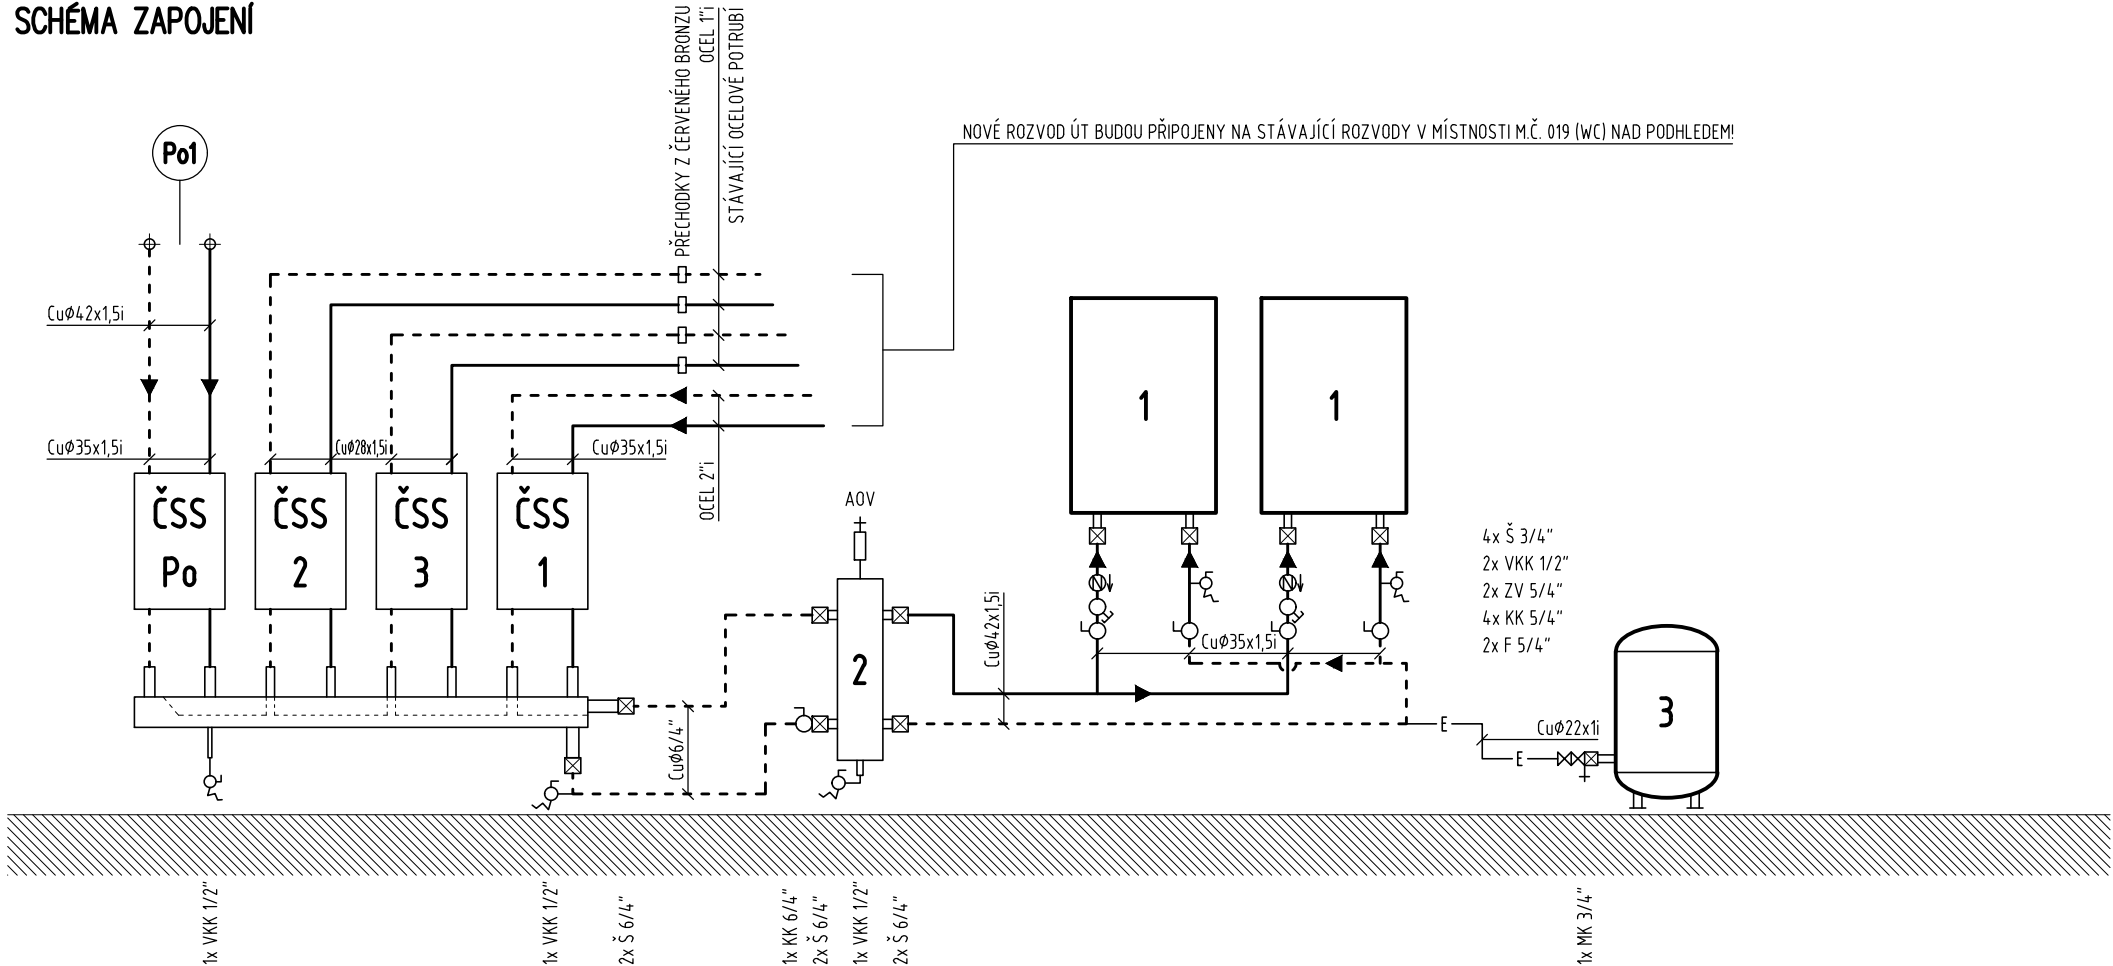 SCHÉMA ZAPOJENÍ
PŘECHODKY Z ČERVENÉHO BRONZU
OCEL 1"i
STÁVAJÍCÍ OCELOVÉ POTRUBÍ
NOVÉ ROZVOD ÚT BUDOU PŘIPOJENY NA STÁVAJÍCÍ ROZVODY V MÍSTNOSTI M.Č. 019 (WC) NAD PODHLEDEM!
Po1
CuØ42x1,5i
CuØ35x1,5i
CuØ28x1,5i
CuØ35x1,5i
OCEL 2"i
ČSS
Po
ČSS
2
ČSS
3
ČSS
1
AOV
2
1
1
4x Š 3/4"
2x VKK 1/2"
2x ZV 5/4"
4x KK 5/4"
2x F 5/4"
CuØ42x1,5i
CuØ35x1,5i
CuØ6/4"
E
E
CuØ22x1i
3
1x VKK 1/2"
1x VKK 1/2"
2x Š 6/4"
1x KK 6/4"
2x Š 6/4"
1x VKK 1/2"
2x Š 6/4"
1x MK 3/4"